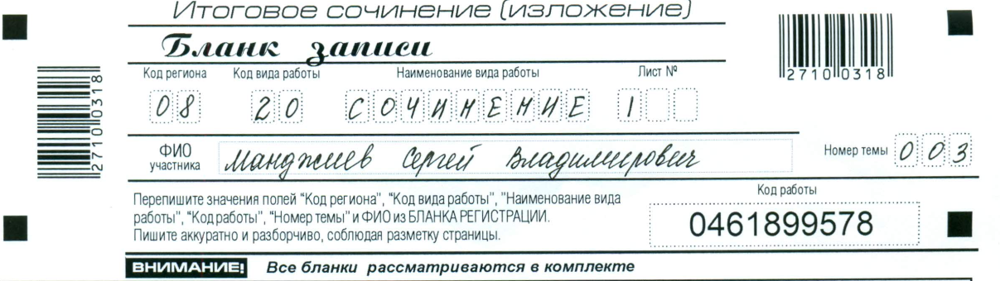 Итоговое сочинение (изложение)
Бланк записи
Код региона Код вида работы Наименование вида работы Лист №
08 20 СОЧИНЕНИЕ 1
2710 0318
2710 0318
ФИО участника Манджиев Сергей Владимирович Номер темы 003
Перепишите значения полей "Код региона", "Код вида работы", "Наименование вида
работы", "Код работы", "Номер темы" и ФИО из БЛАНКА РЕГИСТРАЦИИ.
Пишите аккуратно и разборчиво, соблюдая разметку страницы.
Код работы
0461899578
ВНИМАНИЕ! Все бланки рассматриваются в комплекте